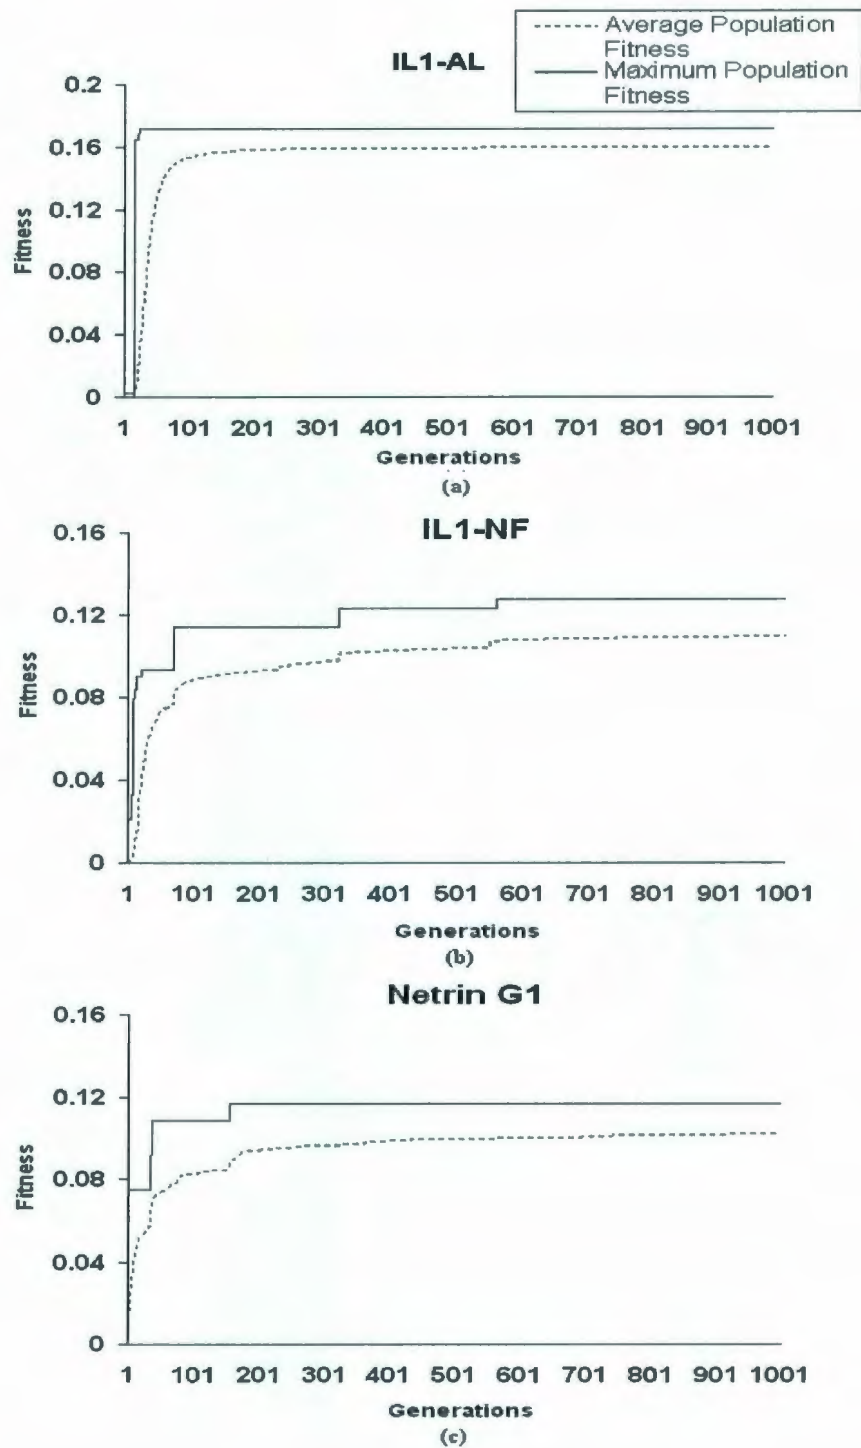 Average Population
Fitness
Maximum Population
Fitness
IL1-AL
0.2
0.16
0.12
0.08
0.04
0
Fitness
1 101 201 301 401 501 601 701 801 901 1001
Generations
(a)
IL1-NF
0.16
0.12
0.08
0.04
0
Fitness
1 101 201 301 401 501 601 701 801 901 1001
Generations
(b)
Netrin G1
0.16
0.12
0.08
0.04
0
Fitness
1 101 201 301 401 501 601 701 801 901 1001
Generations
(c)